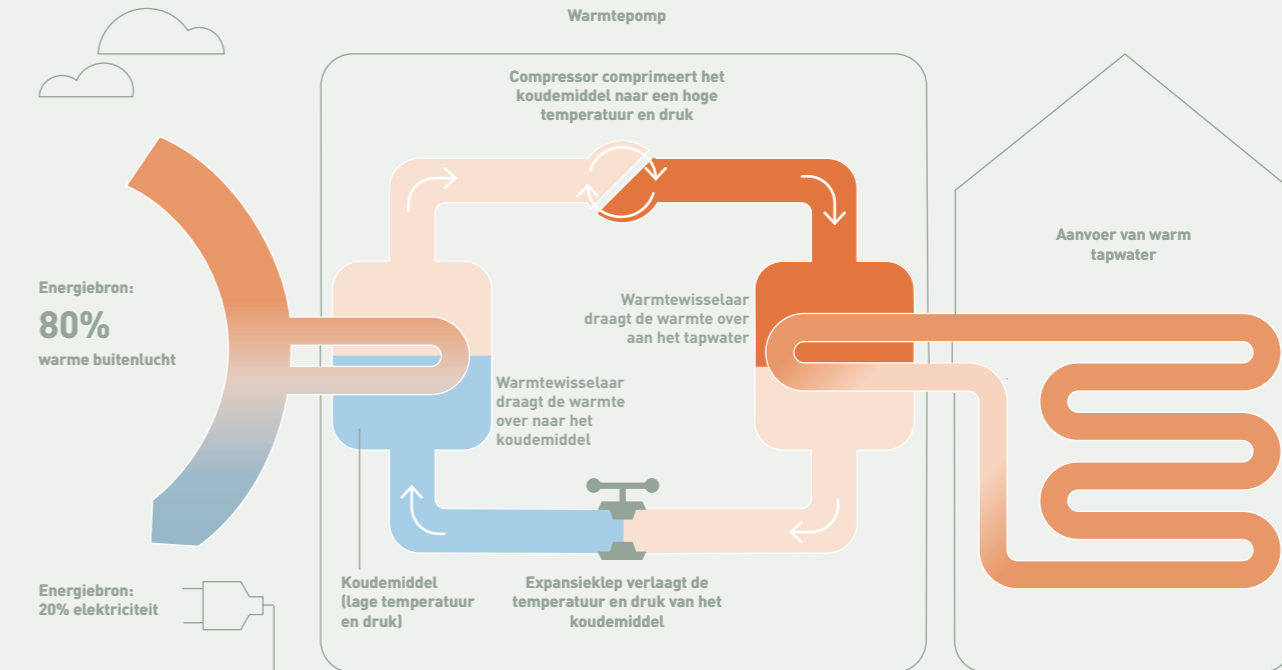 Warmtepomp
Compressor comprimeert het
koudemiddel naar een hoge
temperatuur en druk
Energiebron:
80%
warme buitenlucht
Warmtewisselaar
draagt de warmte
over naar het
koudemiddel
Warmtewisselaar
draagt de warmte over
aan het tapwater
Aanvoer van warm
tapwater
Energiebron:
20% elektriciteit
Koudemiddel
(lage temperatuur
en druk)
Expansieklep verlaagt de
temperatuur en druk van het
koudemiddel